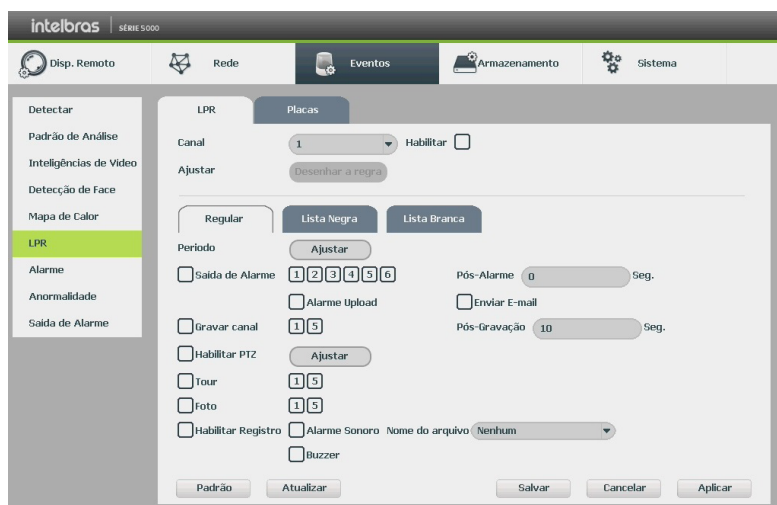 intelbras | SÉRIE 5000
Disp. Remoto Rede Eventos Armazenamento Sistema
Detectar
Padrão de Análise
Inteligências de Vídeo
Detecção de Face
Mapa de Calor
LPR
Alarme
Anormalidade
Saída de Alarme
LPR Placas
Canal 1 Habilitar
Ajustar Desenhar a regra
Regular Lista Negra Lista Branca
Periodo Ajustar
Saída de Alarme 1 2 3 4 5 6 Pós-Alarme 0 Seg.
Alarme Upload Enviar E-mail
Gravar canal 1 5 Pós-Gravação 10 Seg.
Habilitar PTZ Ajustar
Tour 1 5
Foto 1 5
Habilitar Registro Alarme Sonoro Nome do arquivo Nenhum
Buzzer
Padrão Atualizar Salvar Cancelar Aplicar